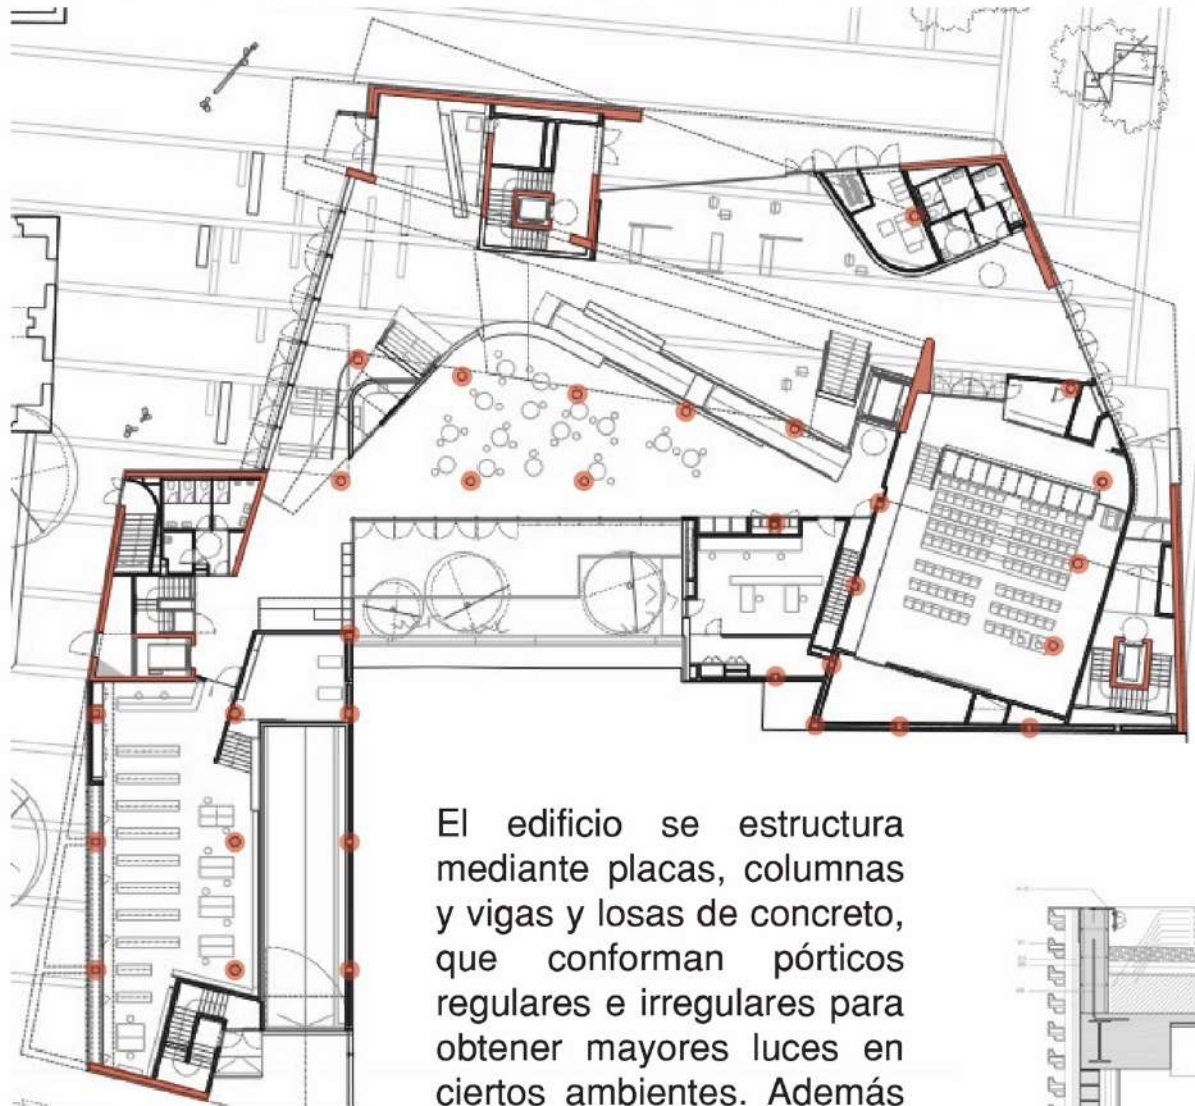 El edificio se estructura
mediante placas, columnas
y vigas y losas de concreto,
que conforman pórticos
regulares e irregulares para
obtener mayores luces en
ciertos ambientes. Además